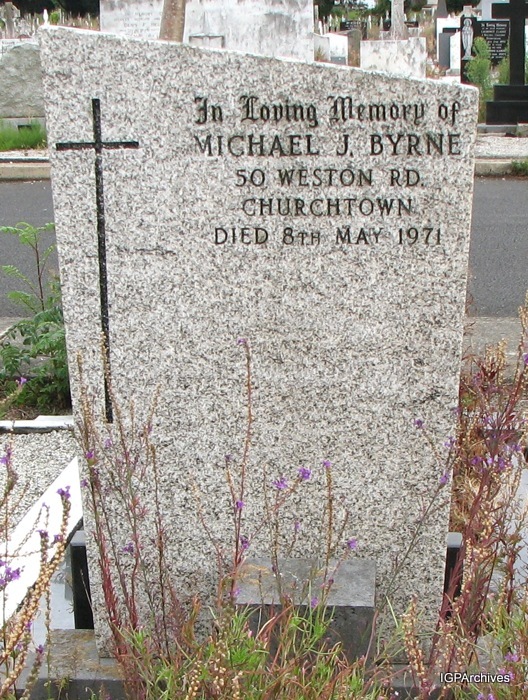 In Loving Memory of
MICHAEL J. BYRNE
50 WESTON RD.
CHURCHTOWN
DIED 8TH MAY 1971
IGPArchives